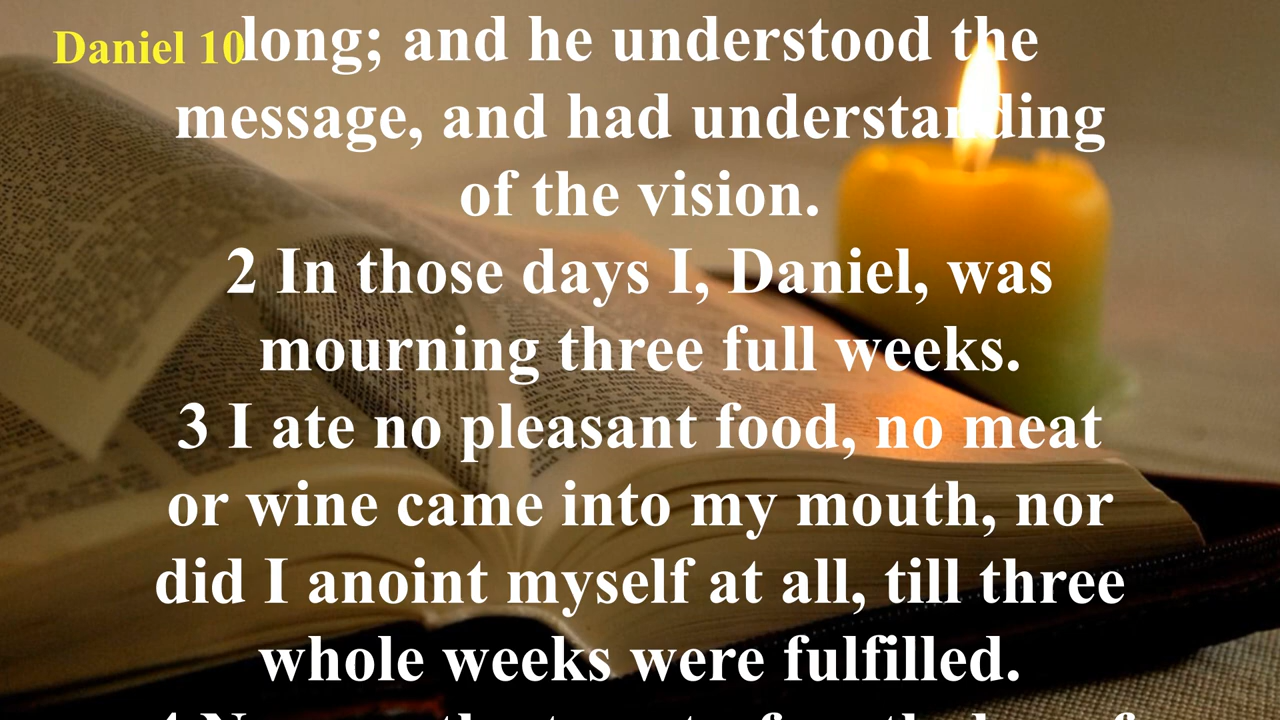 Daniel 10
long; and he understood the
message, and had understanding
of the vision.
2 In those days I, Daniel, was
mourning three full weeks.
3 I ate no pleasant food, no meat
or wine came into my mouth, nor
did I anoint myself at all, till three
whole weeks were fulfilled.